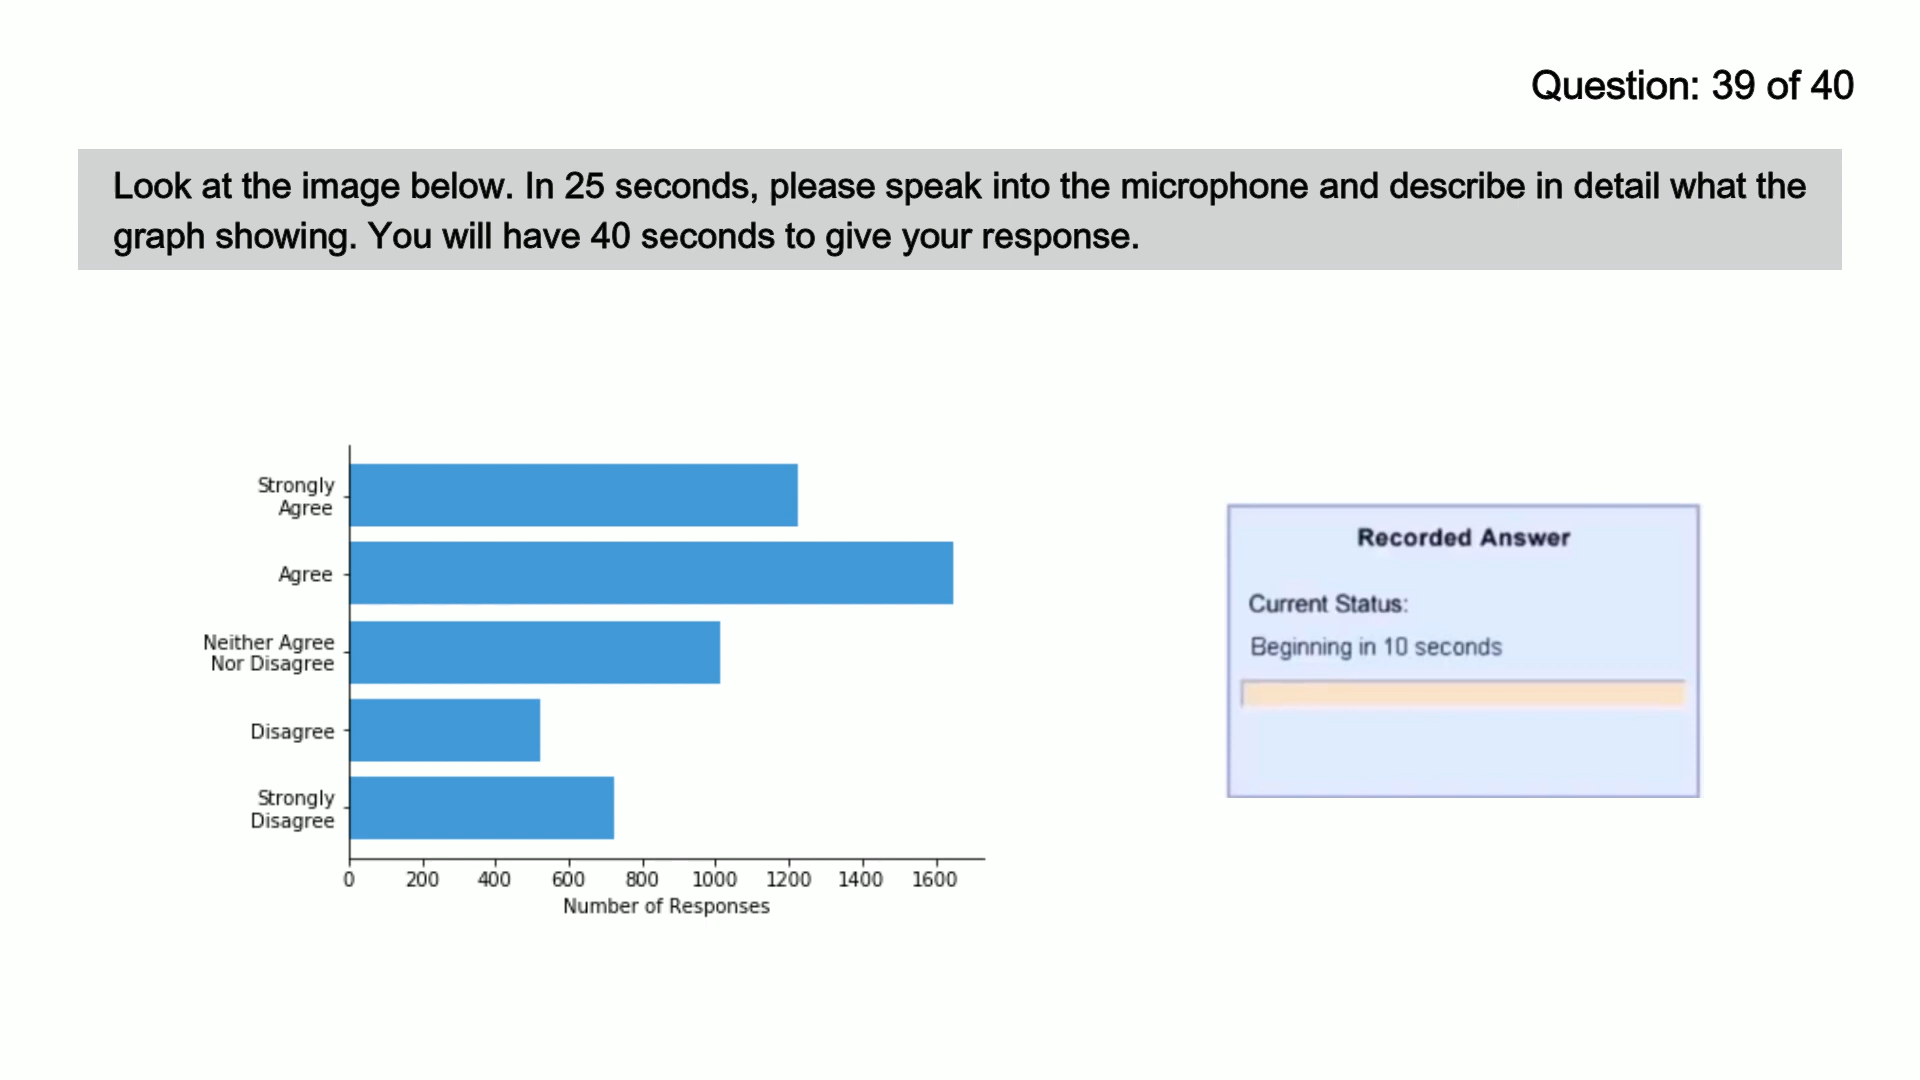 Question: 39 of 40
Look at the image below. In 25 seconds, please speak into the microphone and describe in detail what the
graph showing. You will have 40 seconds to give your response.
Strongly
Agree
Agree
Neither Agree
Nor Disagree
Disagree
Strongly
Disagree
0 200 400 600 800 1000 1200 1400 1600
Number of Responses
Recorded Answer
Current Status:
Beginning in 10 seconds